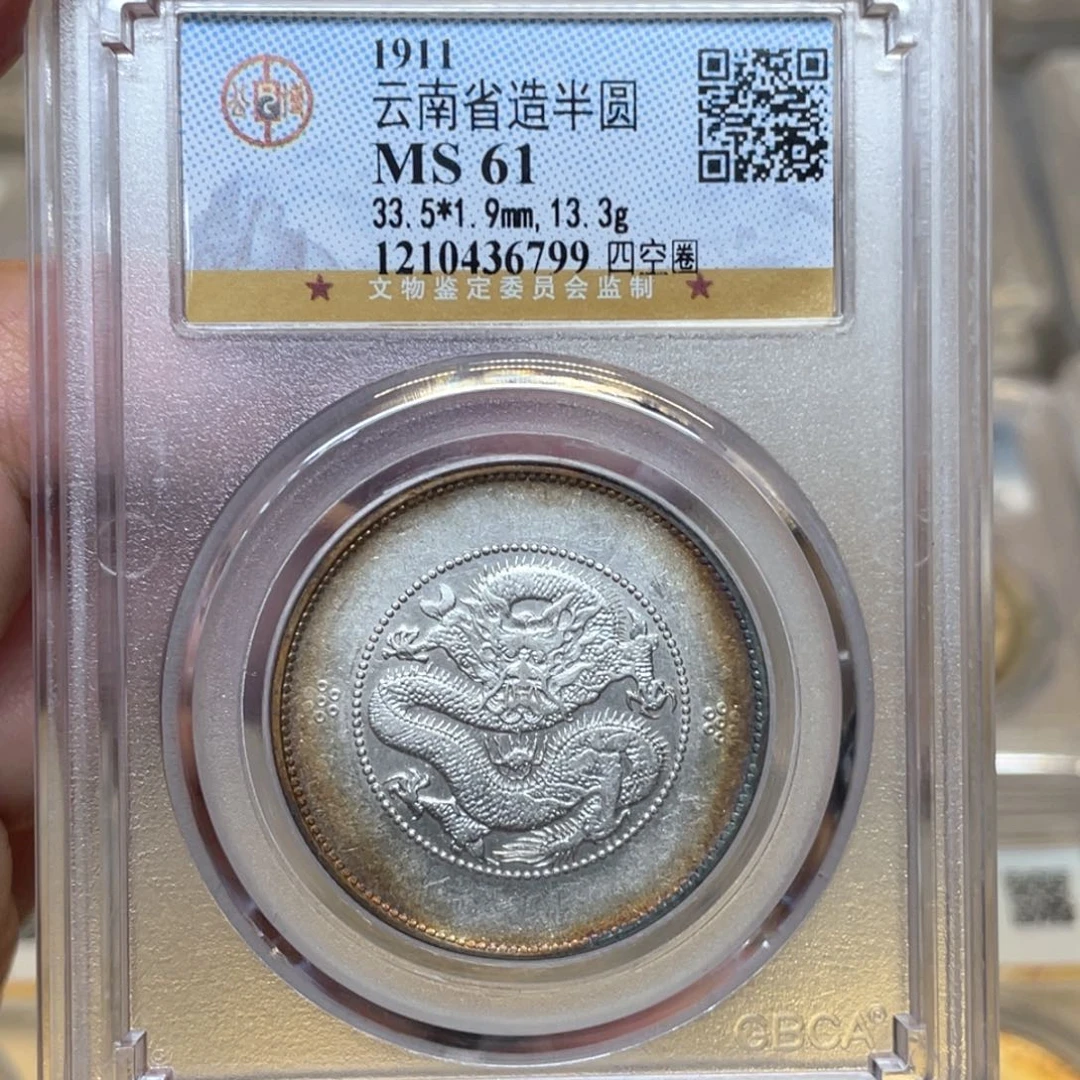 1911
云南省造半圆
MS 61
33.5*1.9mm, 13.3g
1210436799 四空圈
★ 文物鉴定委员会监制 ★
GBCA®